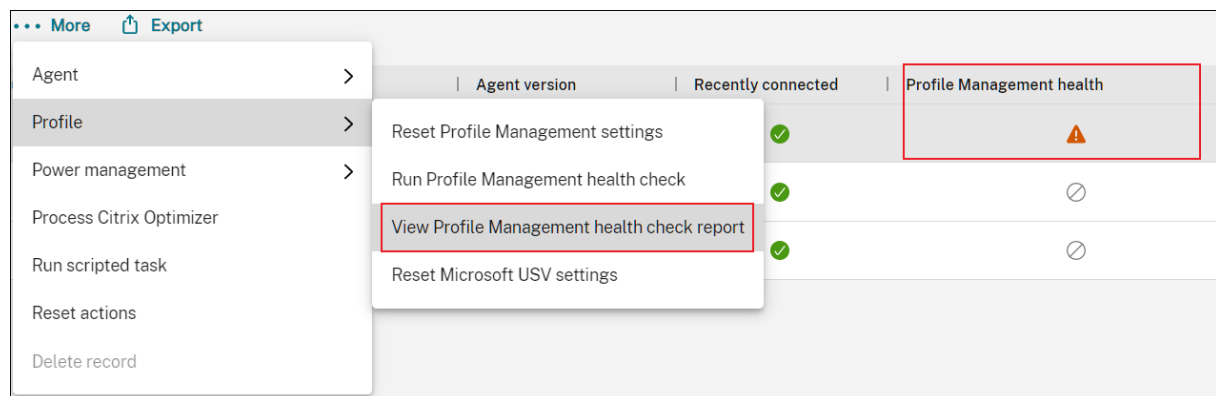 ••• More Export
Agent
Agent version
Recently connected
Profile Management health
Profile
Reset Profile Management settings
Power management
Run Profile Management health check
Process Citrix Optimizer
View Profile Management health check report
Run scripted task
Reset Microsoft USV settings
Reset actions
Delete record